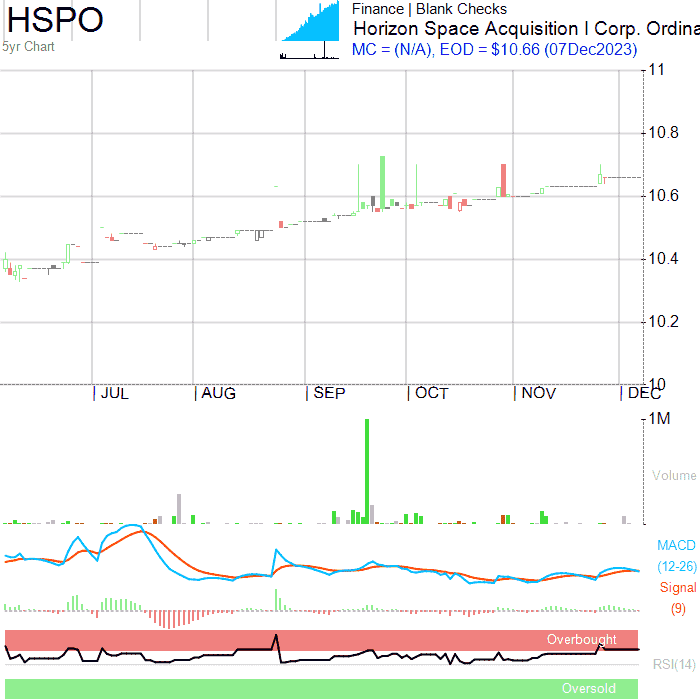 HSPO
5yr Chart
Finance | Blank Checks
Horizon Space Acquisition I Corp. Ordina
MC = (N/A), EOD = $10.66 (07Dec2023)
11
10.8
10.6
10.4
10.2
10
JUL AUG SEP OCT NOV DEC
1M
Volume
MACD
(12-26)
Signal
(9)
Overbought
RSI(14)
Oversold